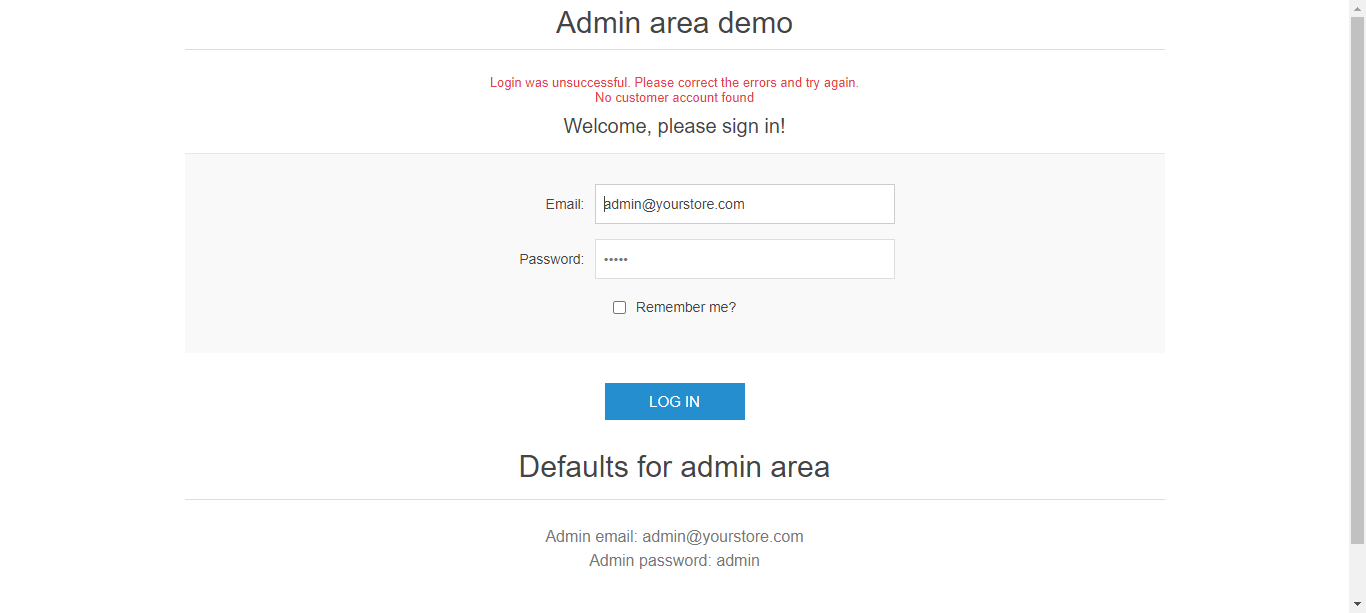 Admin area demo
Login was unsuccessful. Please correct the errors and try again.
No customer account found
Welcome, please sign in!
Email: admin@yourstore.com
Password: •••••
Remember me?
LOG IN
Defaults for admin area
Admin email: admin@yourstore.com
Admin password: admin